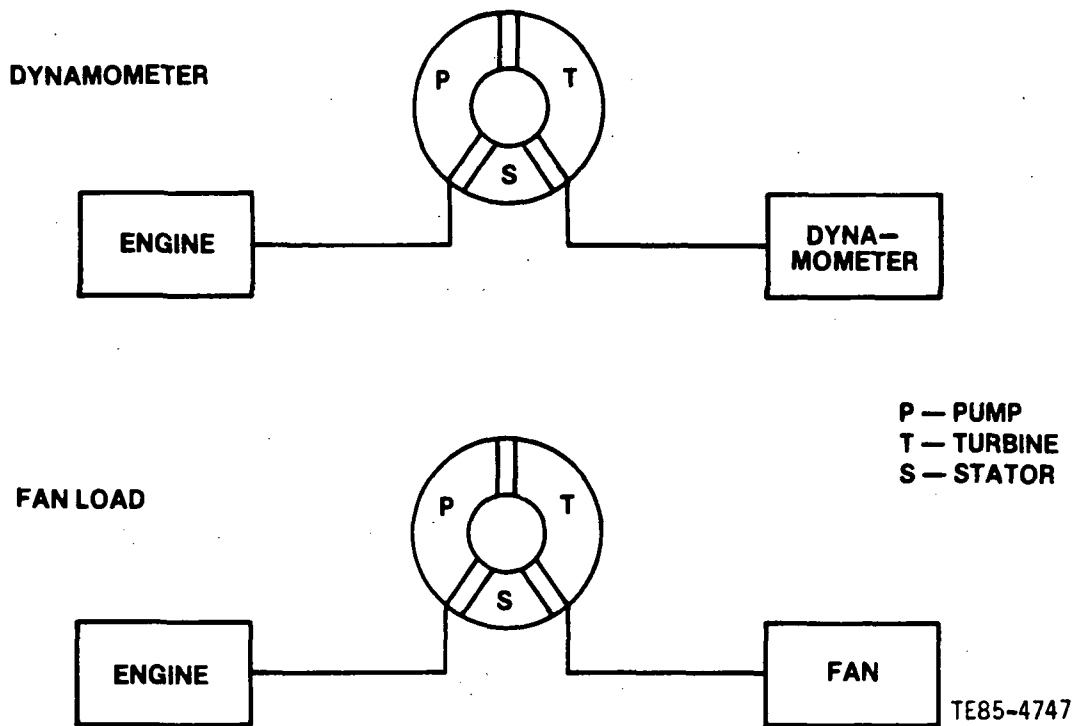 DYNAMOMETER
P
T
S
ENGINE
DYNA–
MOMETER
P — PUMP
T — TURBINE
S — STATOR
FAN LOAD
P
T
S
ENGINE
FAN
TE85-4747